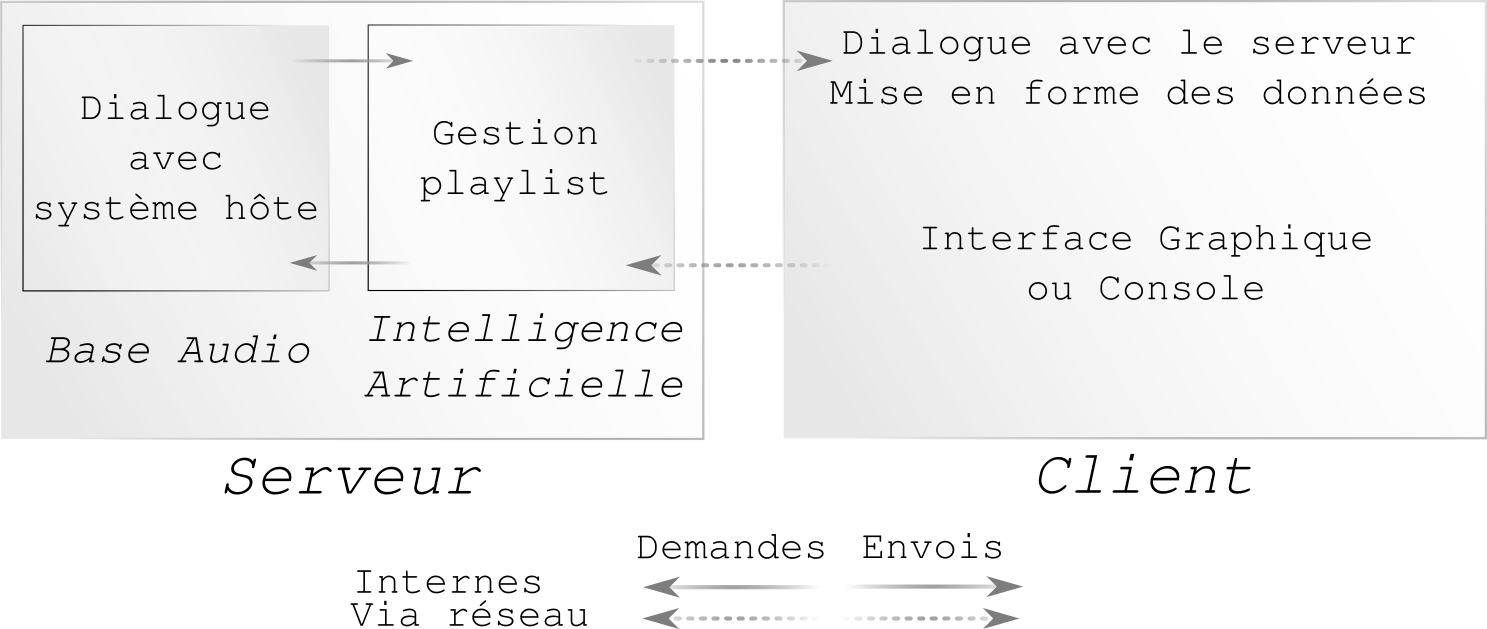 Dialogue
avec
système hôte
Base Audio
Gestion
playlist
Intelligence
Artificielle
Serveur
Dialogue avec le serveur
Mise en forme des données
Interface Graphique
ou Console
Client
Demandes Envois
Internes
Via réseau